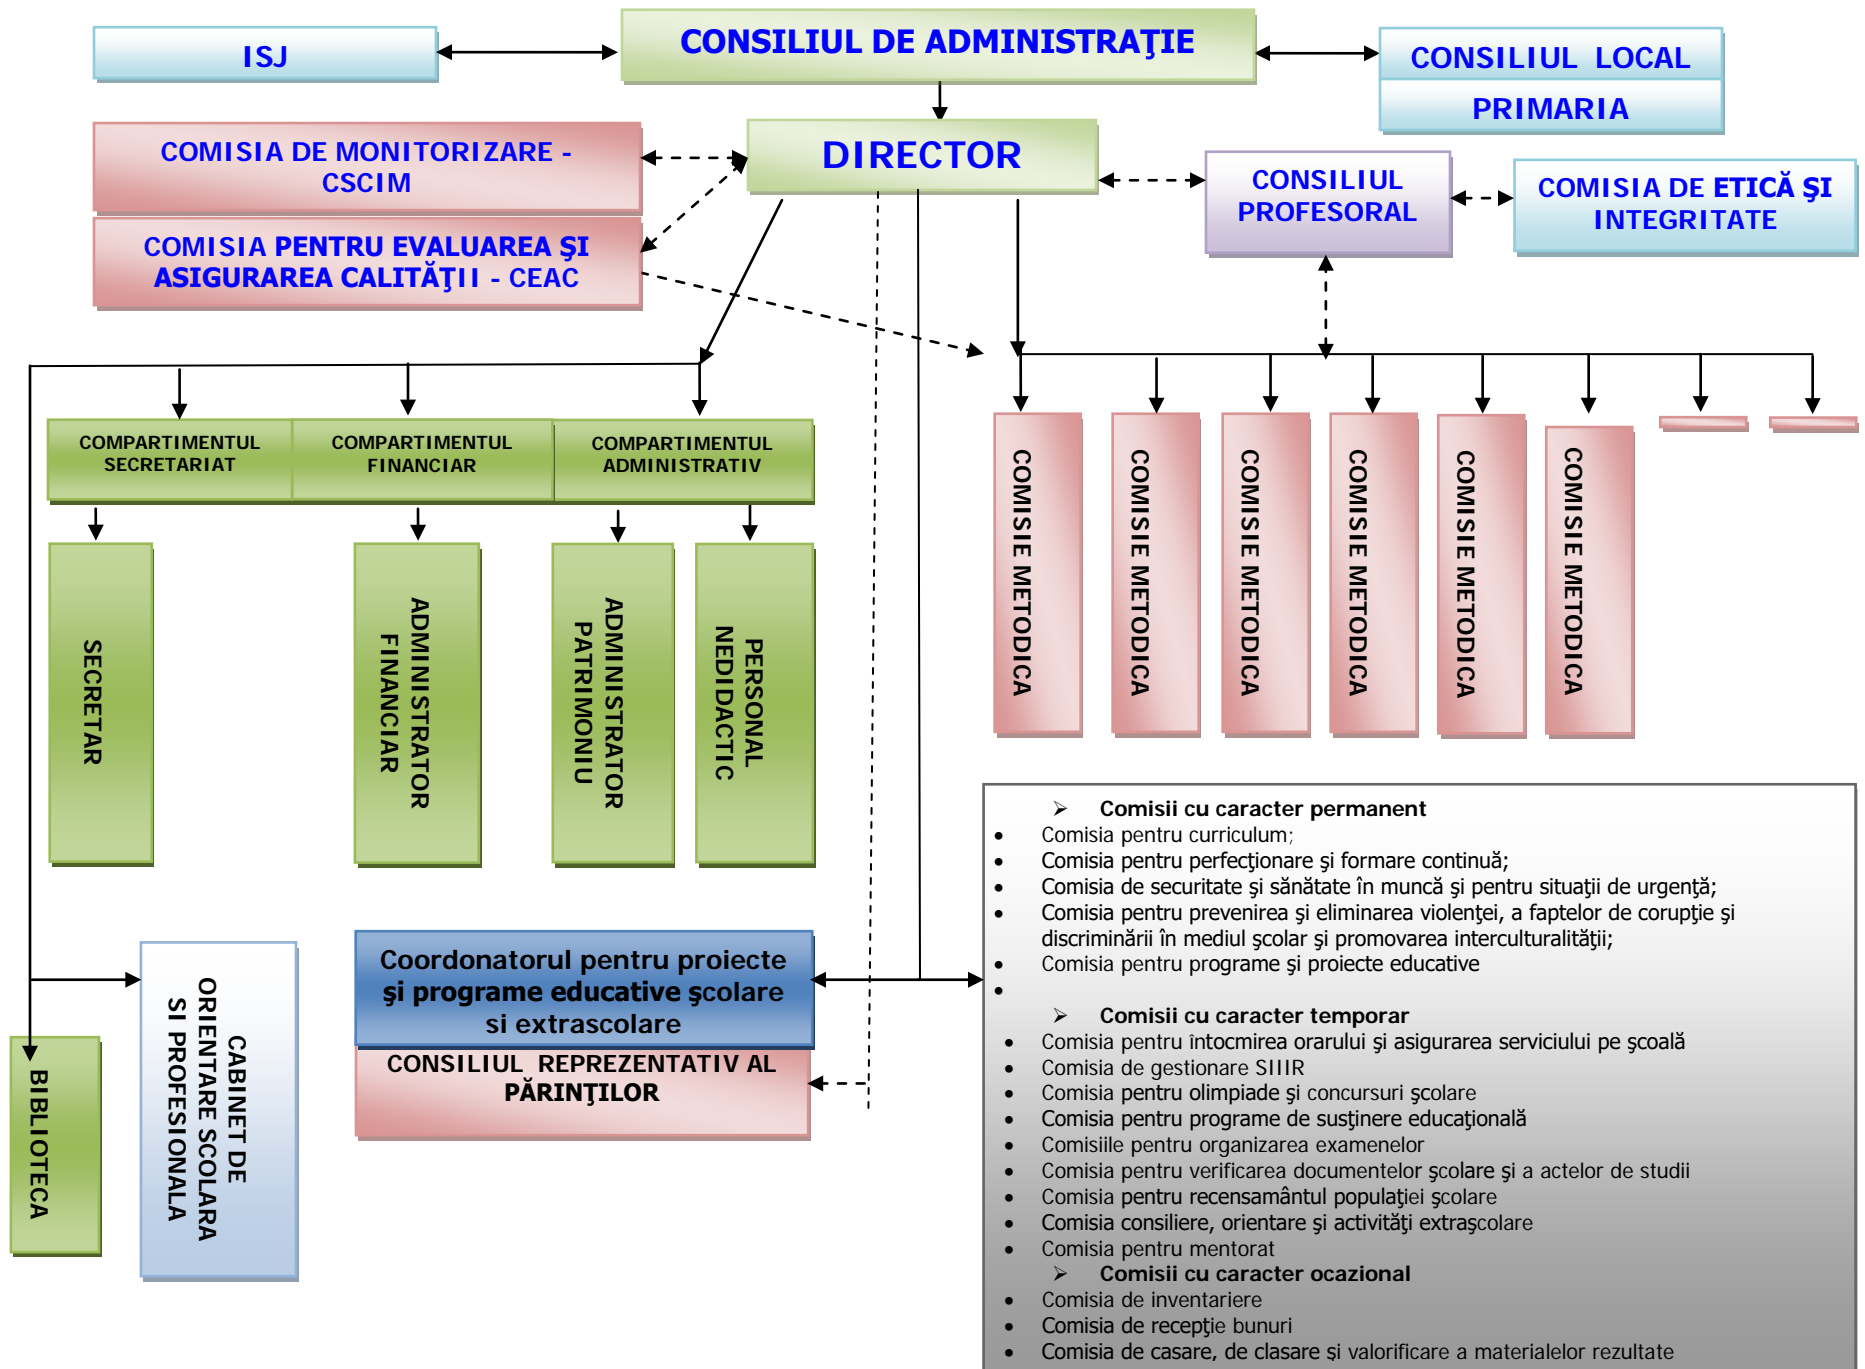 ISJ
CONSILIUL DE ADMINISTRAŢIE
CONSILIUL LOCAL
PRIMARIA
COMISIA DE MONITORIZARE -
CSCIM
DIRECTOR
CONSILIUL
PROFESORAL
COMISIA DE ETICĂ ŞI
INTEGRITATE
COMISIA PENTRU EVALUAREA ŞI
ASIGURAREA CALITĂŢII - CEAC
COMPARTIMENTUL
SECRETARIAT
COMPARTIMENTUL
FINANCIAR
COMPARTIMENTUL
ADMINISTRATIV
SECRETAR
ADMINISTRATOR
FINANCIAR
ADMINISTRATOR
PATRIMONIU
PERSONAL
NEDIDACTIC
COMISIE METODICA
COMISIE METODICA
COMISIE METODICA
COMISIE METODICA
COMISIE METODICA
COMISIE METODICA
BIBLIOTECA
CABINET DE
ORIENTARE SCOLARA
SI PROFESIONALA
Coordonatorul pentru proiecte
şi programe educative şcolare
si extrascolare
CONSILIUL REPREZENTATIV AL
PĂRINŢILOR
➢ Comisii cu caracter permanent
• Comisia pentru curriculum;
• Comisia pentru perfecţionare şi formare continuă;
• Comisia de securitate şi sănătate în muncă şi pentru situaţii de urgenţă;
• Comisia pentru prevenirea şi eliminarea violenţei, a faptelor de corupţie şi
discriminării în mediul şcolar şi promovarea interculturalităţii;
• Comisia pentru programe şi proiecte educative
•
➢ Comisii cu caracter temporar
• Comisia pentru întocmirea orarului şi asigurarea serviciului pe şcoală
• Comisia de gestionare SIIIR
• Comisia pentru olimpiade şi concursuri şcolare
• Comisia pentru programe de susţinere educaţională
• Comisiile pentru organizarea examenelor
• Comisia pentru verificarea documentelor şcolare şi a actelor de studii
• Comisia pentru recensamântul populaţiei şcolare
• Comisia consiliere, orientare şi activităţi extraşcolare
• Comisia pentru mentorat
➢ Comisii cu caracter ocazional
• Comisia de inventariere
• Comisia de recepţie bunuri
• Comisia de casare, de clasare şi valorificare a materialelor rezultate